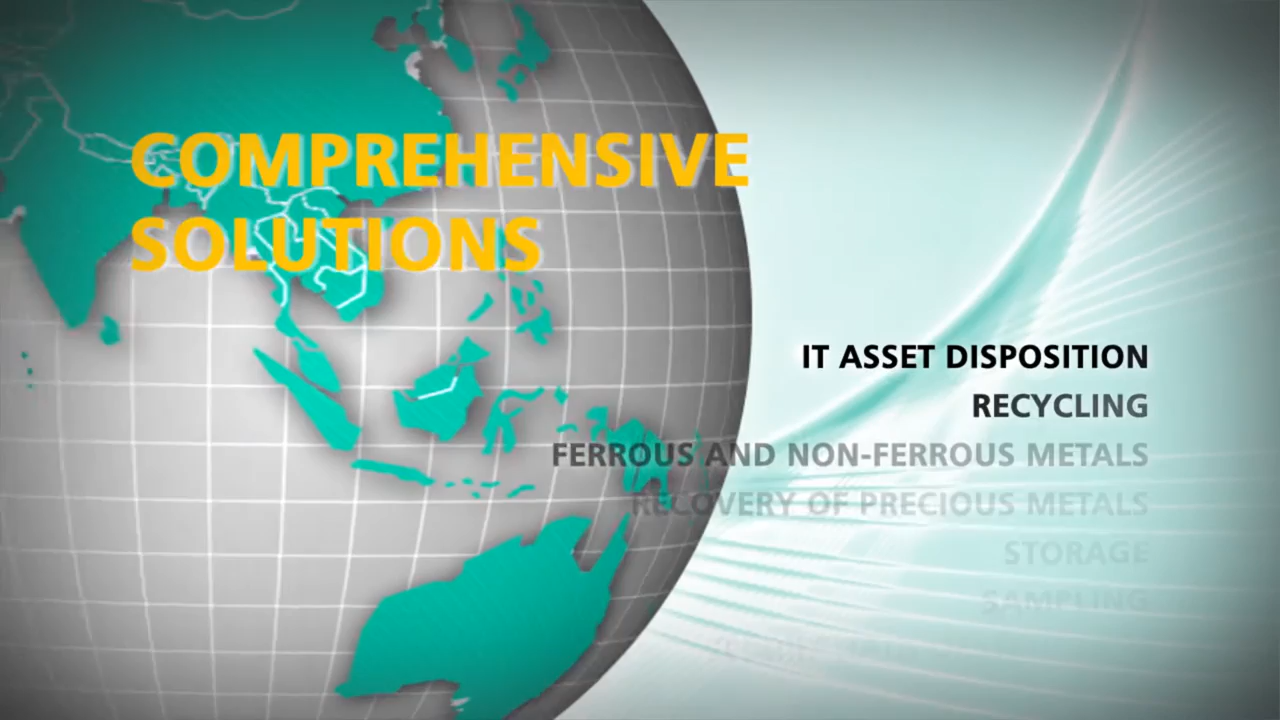 COMPREHENSIVE
SOLUTIONS
IT ASSET DISPOSITION
RECYCLING
FERROUS AND NON-FERROUS METALS
RECOVERY OF PRECIOUS METALS
STORAGE
SAMPLING